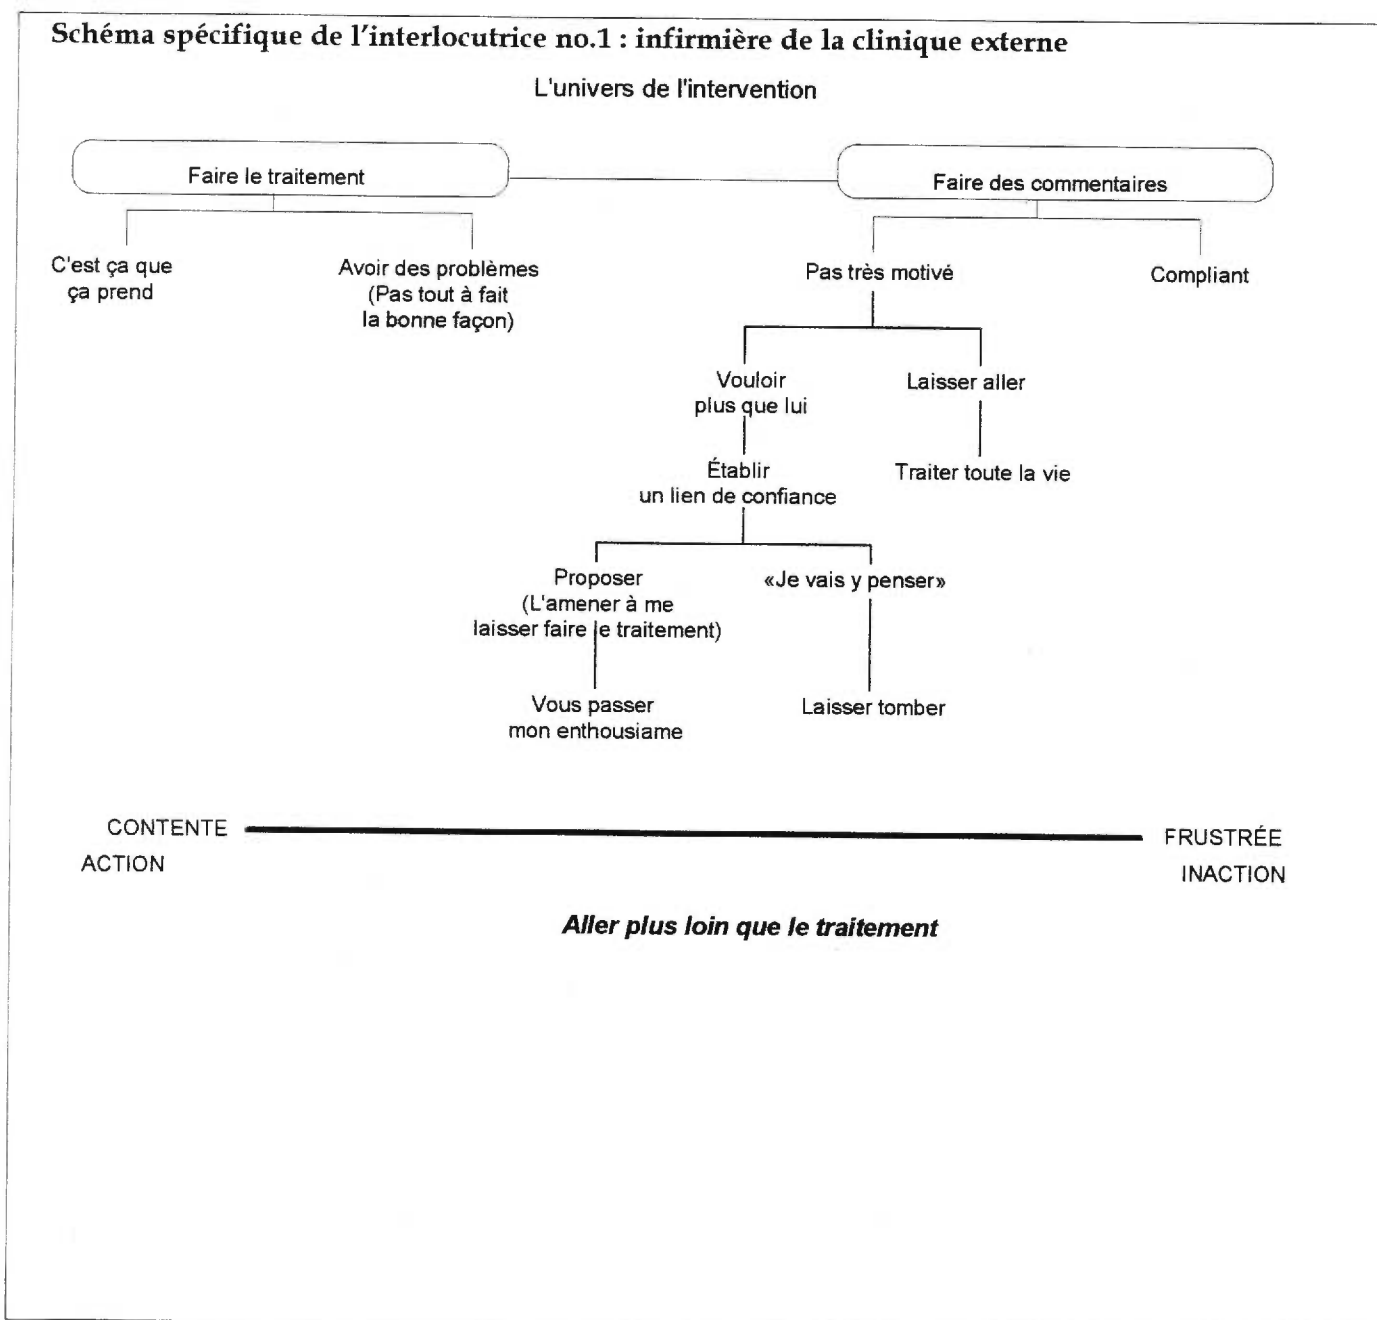 Schéma spécifique de l'interlocutrice no.1 : infirmière de la clinique externe
L'univers de l'intervention
Faire le traitement
Faire des commentaires
C'est ça que
ça prend
Avoir des problèmes
(Pas tout à fait
la bonne façon)
Pas très motivé
Compliant
Vouloir
plus que lui
Laisser aller
Établir
un lien de confiance
Traiter toute la vie
Proposer
(L'amener à me
laisser faire le traitement)
«Je vais y penser»
Vous passer
mon enthousiame
Laisser tomber
CONTENTE
FRUSTRÉE
ACTION
INACTION
Aller plus loin que le traitement